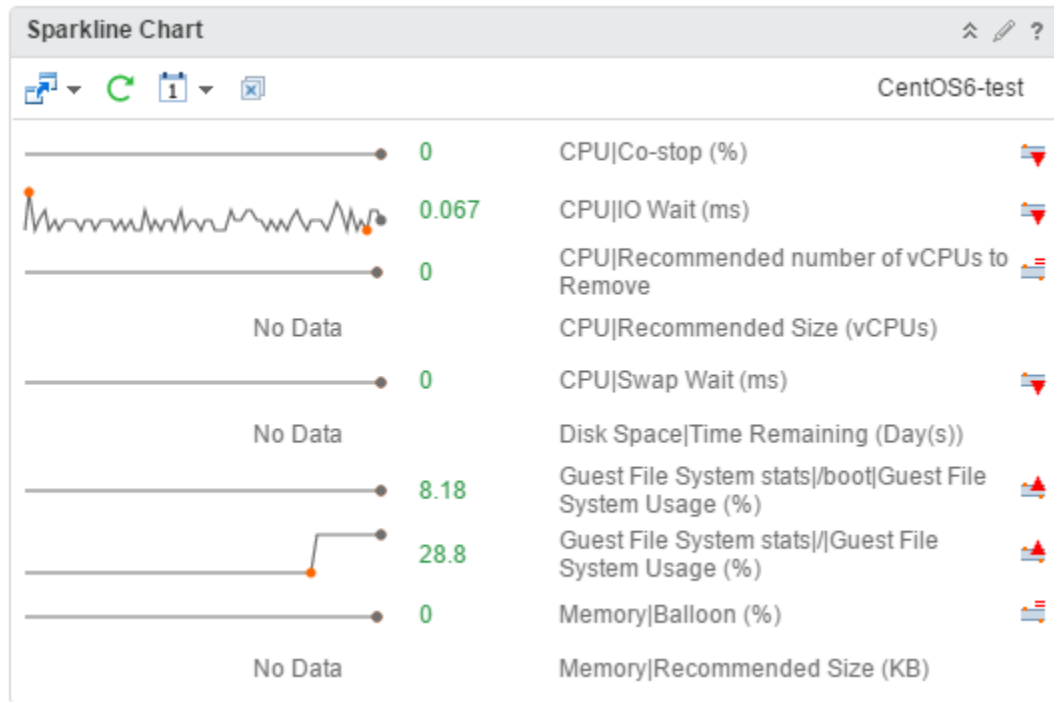 Sparkline Chart ?
1 CentOS6-test
0 CPU|Co-stop (%)
0.067 CPU|IO Wait (ms)
0 CPU|Recommended number of vCPUs to
Remove
No Data CPU|Recommended Size (vCPUs)
0 CPU|Swap Wait (ms)
No Data Disk Space|Time Remaining (Day(s))
8.18 Guest File System stats|/boot|Guest File
System Usage (%)
28.8 Guest File System stats|/|Guest File
System Usage (%)
0 Memory|Balloon (%)
No Data Memory|Recommended Size (KB)